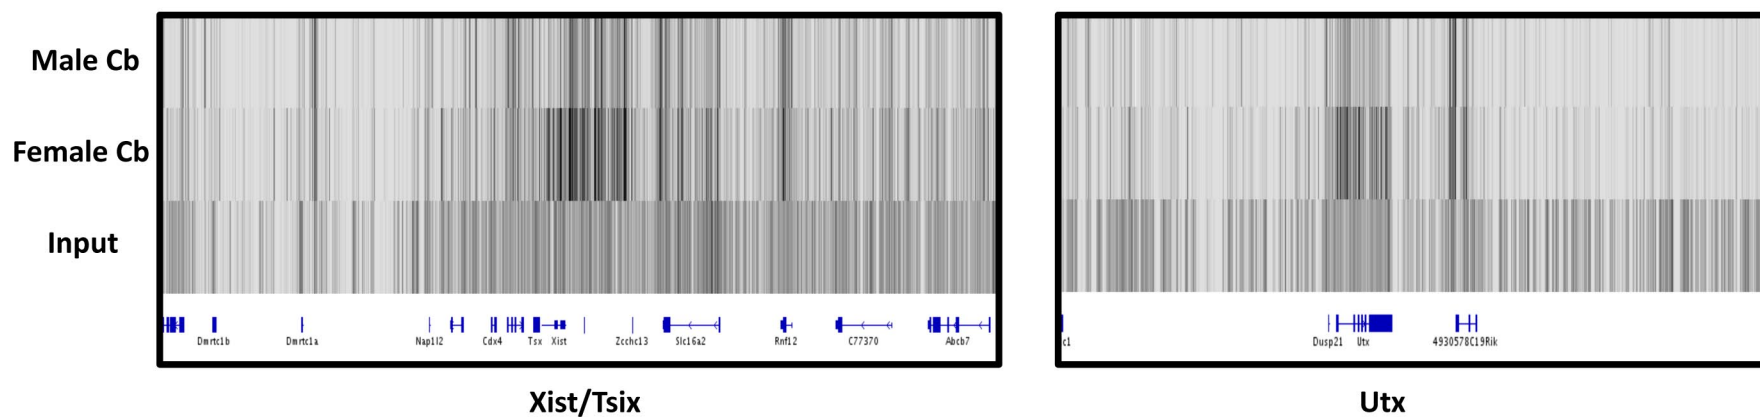 Male Cb
Female Cb
Input
Dmrtc1b Dmrtc1a Nap1l2 Cdx4 Tsx Xist Zcchc13 Slc16a2 Rnf12 C77370 Abcb7
c1 Dusp21 Utx 4930578C19Rik
Xist/Tsix
Utx